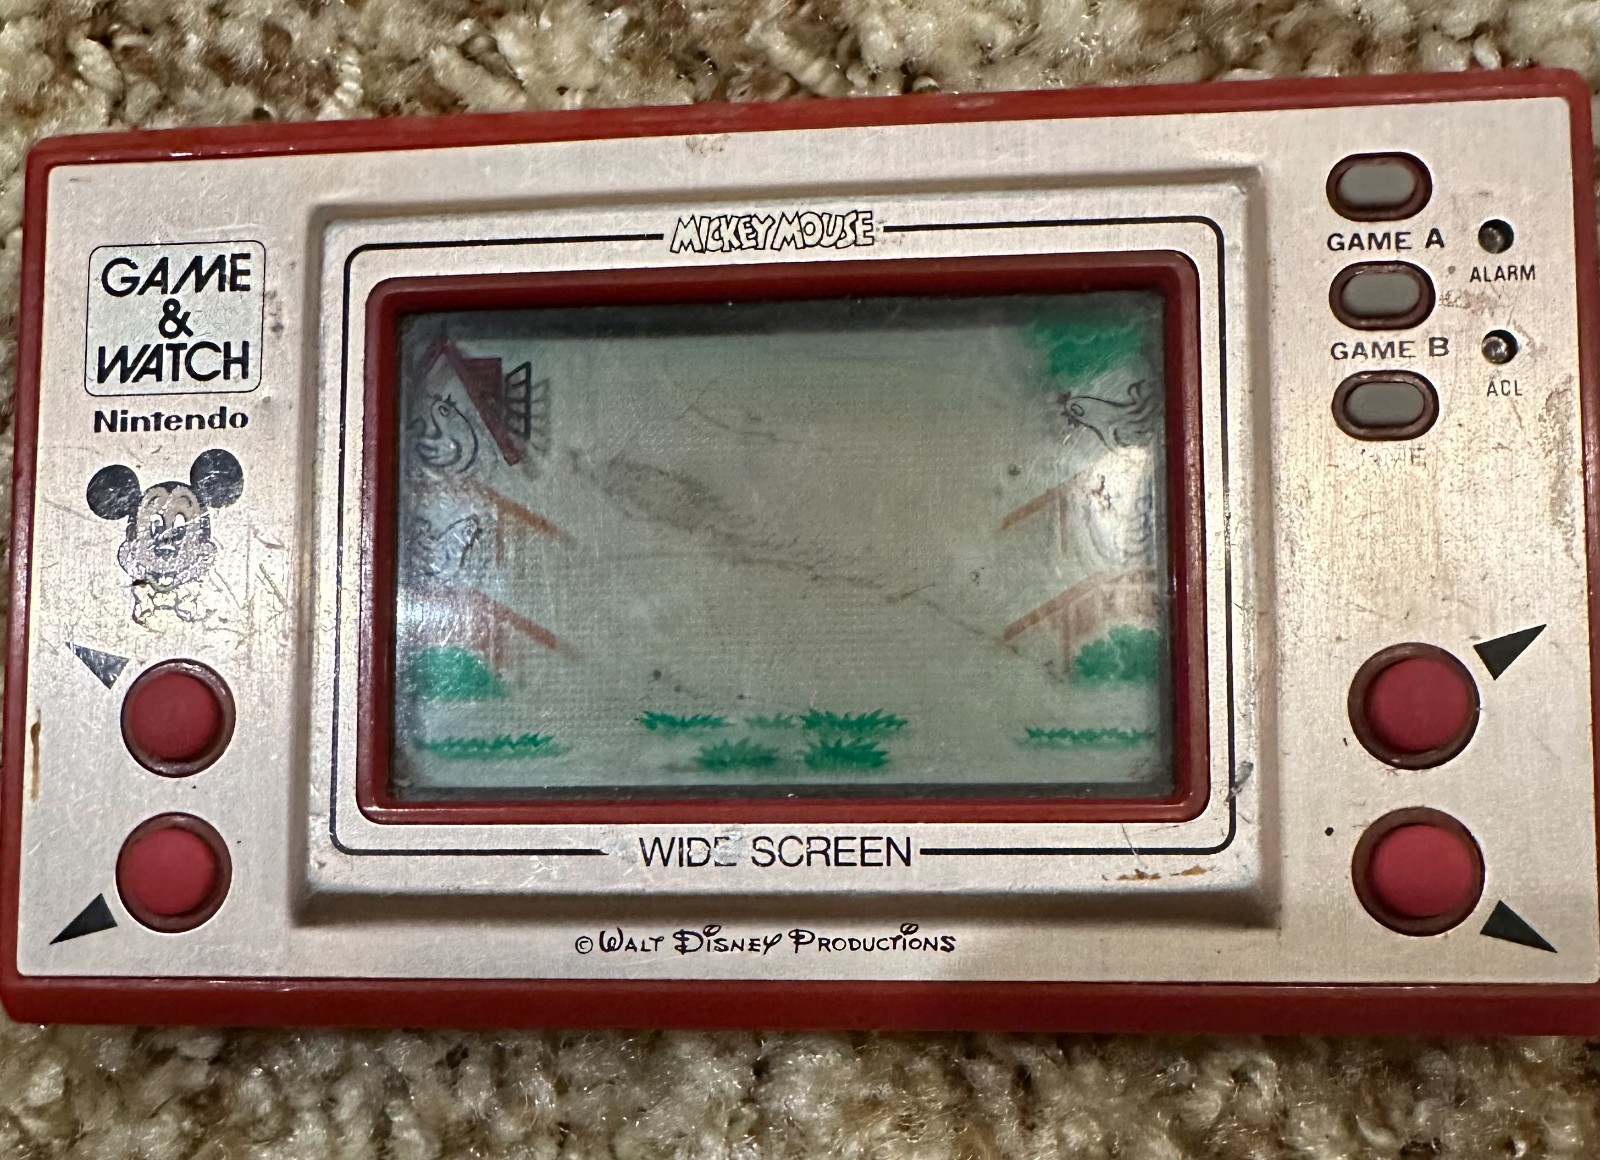 MICKEY MOUSE
GAME
&
WATCH
Nintendo
GAME A
ALARM
GAME B
ACL
WIDE SCREEN
© WALT DISNEY PRODUCTIONS